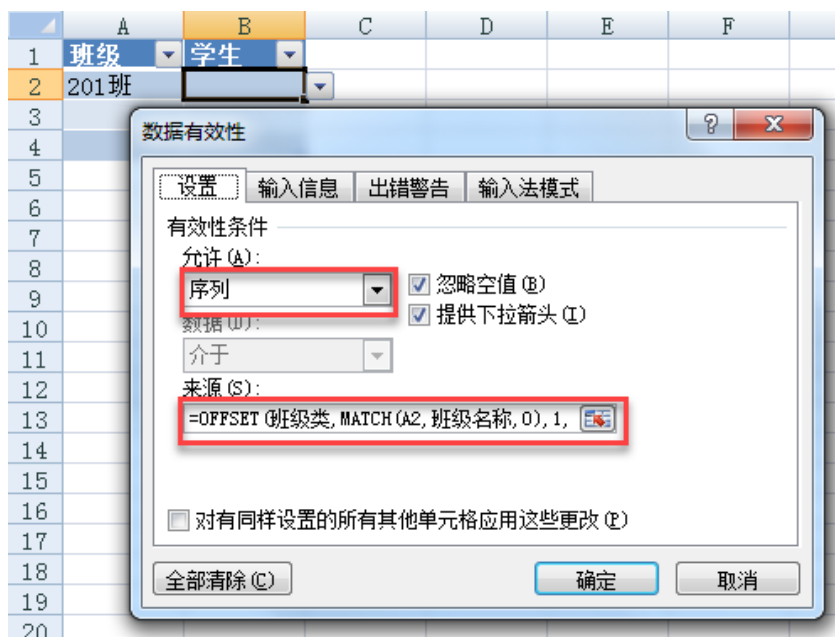 A B C D E F
1 班级 学生
2 201班
3
4
5
6
7
8
9
10
11
12
13
14
15
16
17
18
19
20
数据有效性
设置 输入信息 出错警告 输入法模式
有效性条件
允许(A):
序列 忽略空值(B)
数据(D): 提供下拉箭头(I)
介于
来源(S):
=OFFSET(班级类,MATCH(A2,班级名称,0),1,
对有同样设置的所有其他单元格应用这些更改(P)
全部清除(C) 确定 取消